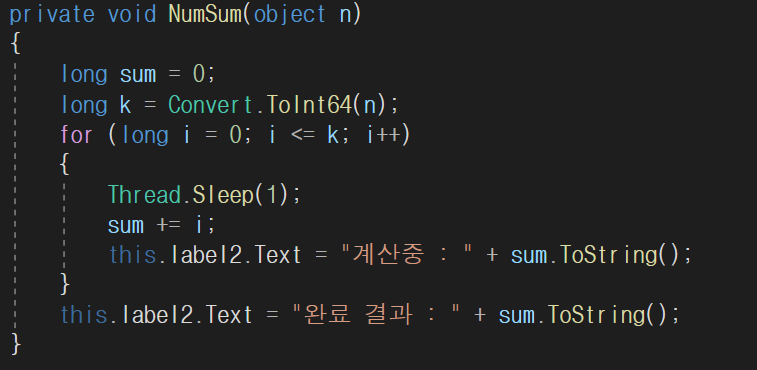 private void NumSum(object n)
{
    long sum = 0;
    long k = Convert.ToInt64(n);
    for (long i = 0; i <= k; i++)
    {
        Thread.Sleep(1);
        sum += i;
        this.label2.Text = "계산중 : " + sum.ToString();
    }
    this.label2.Text = "완료 결과 : " + sum.ToString();
}